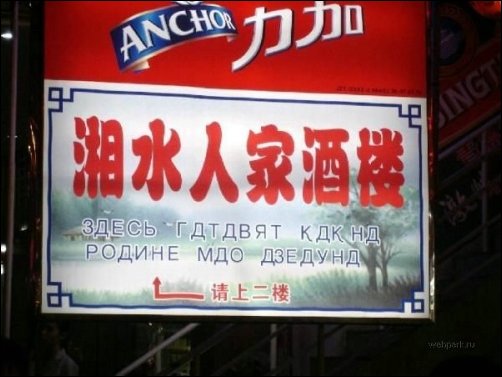 ANCHOR 力加
湘水人家酒楼
ЗДЕСЬ ГДТДВЯТ КДК НД
РОДИНЕ МДО ДЗЕДУНД
请上二楼
webpark.ru